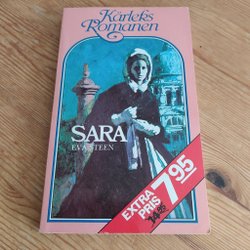 Kärleks
Romanen
SARA
EVA STEEN
EXTRA
PRIS
7.95